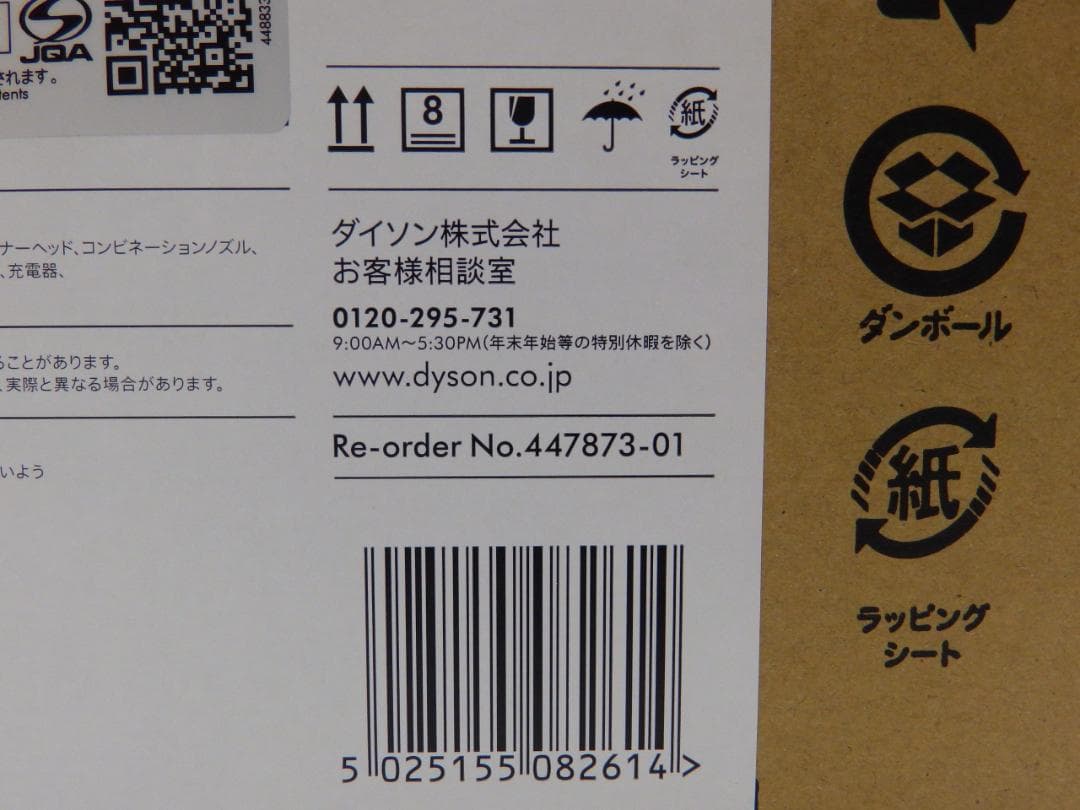 JQA
44883
されます。
tents
8
紙
ラッピング
シート
ナーヘッド、コンビネーションノズル、
、充電器、
ることがあります。
、実際と異なる場合があります。
いよう
ダイソン株式会社
お客様相談室
0120-295-731
9:00AM～5:30PM(年末年始等の特別休暇を除く)
www.dyson.co.jp
Re-order No.447873-01
5 025155 082614 >
ダンボール
紙
ラッピング
シート